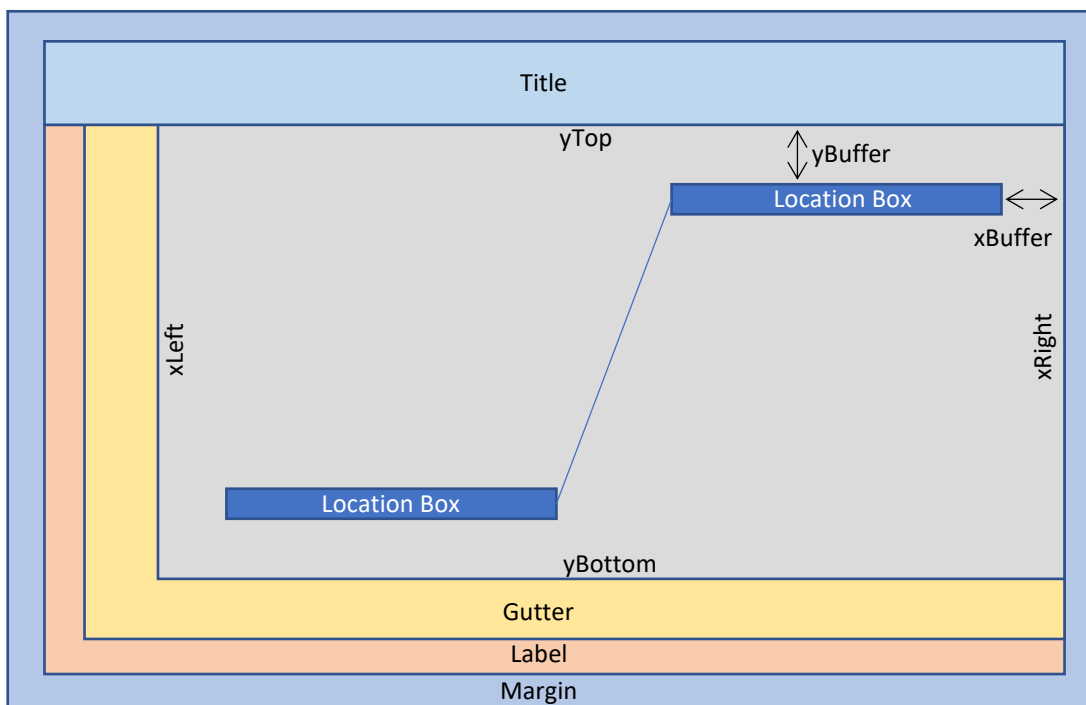 Title
yTop
yBuffer
Location Box
xBuffer
xLeft
xRight
Location Box
yBottom
Gutter
Label
Margin